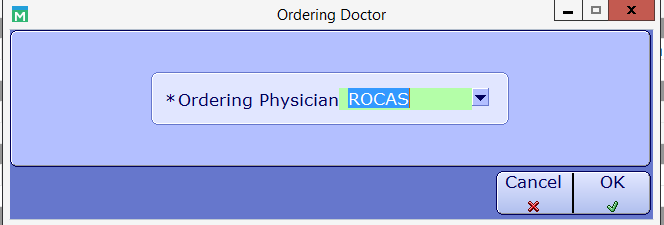 Ordering Doctor
*Ordering Physician ROCAS
Cancel OK